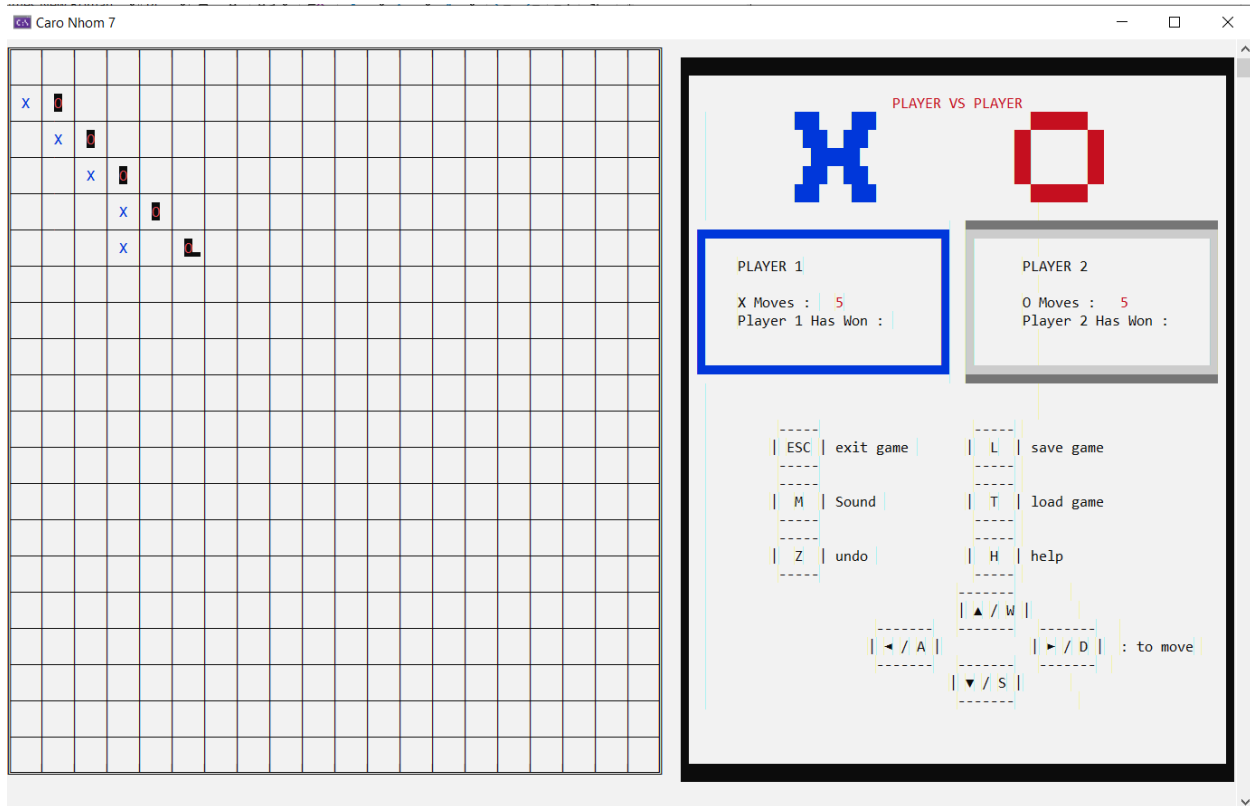 Caro Nhom 7
X O
X O
X O
X O
X O
PLAYER VS PLAYER
X O
PLAYER 1
X Moves : 5
Player 1 Has Won :
PLAYER 2
O Moves : 5
Player 2 Has Won :
| ESC | exit game | L | save game
| M | Sound | T | load game
| Z | undo | H | help
| ▲ / W |
| ◄ / A | | ► / D | : to move
| ▼ / S |